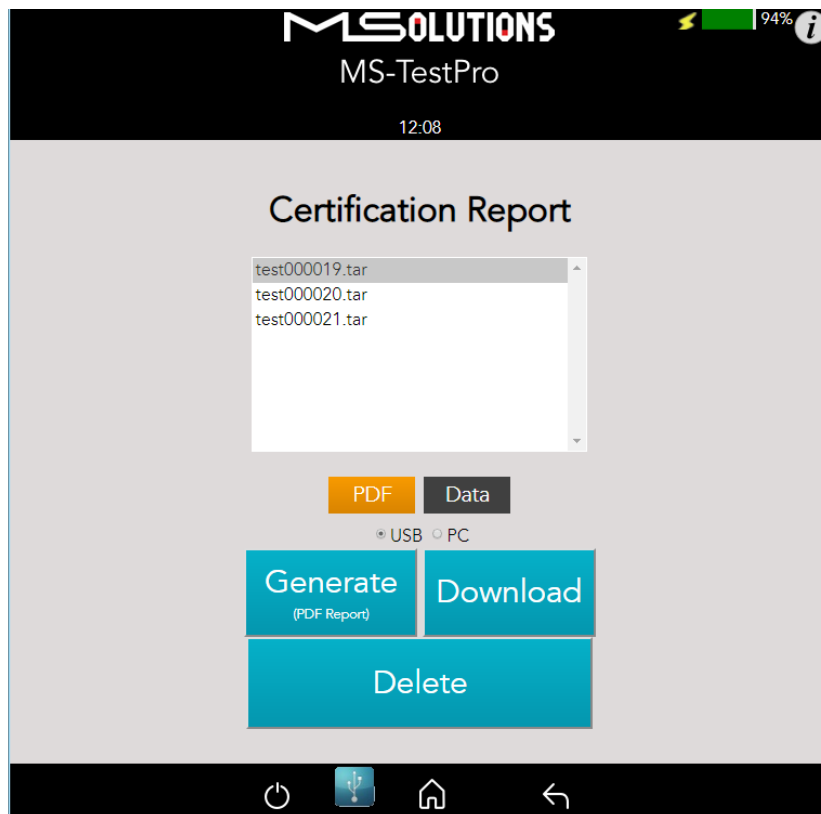 MSOLUTIONS
94%
i
MS-TestPro
12:08
Certification Report
test000019.tar
test000020.tar
test000021.tar
PDF Data
USB PC
Generate
(PDF Report)
Download
Delete